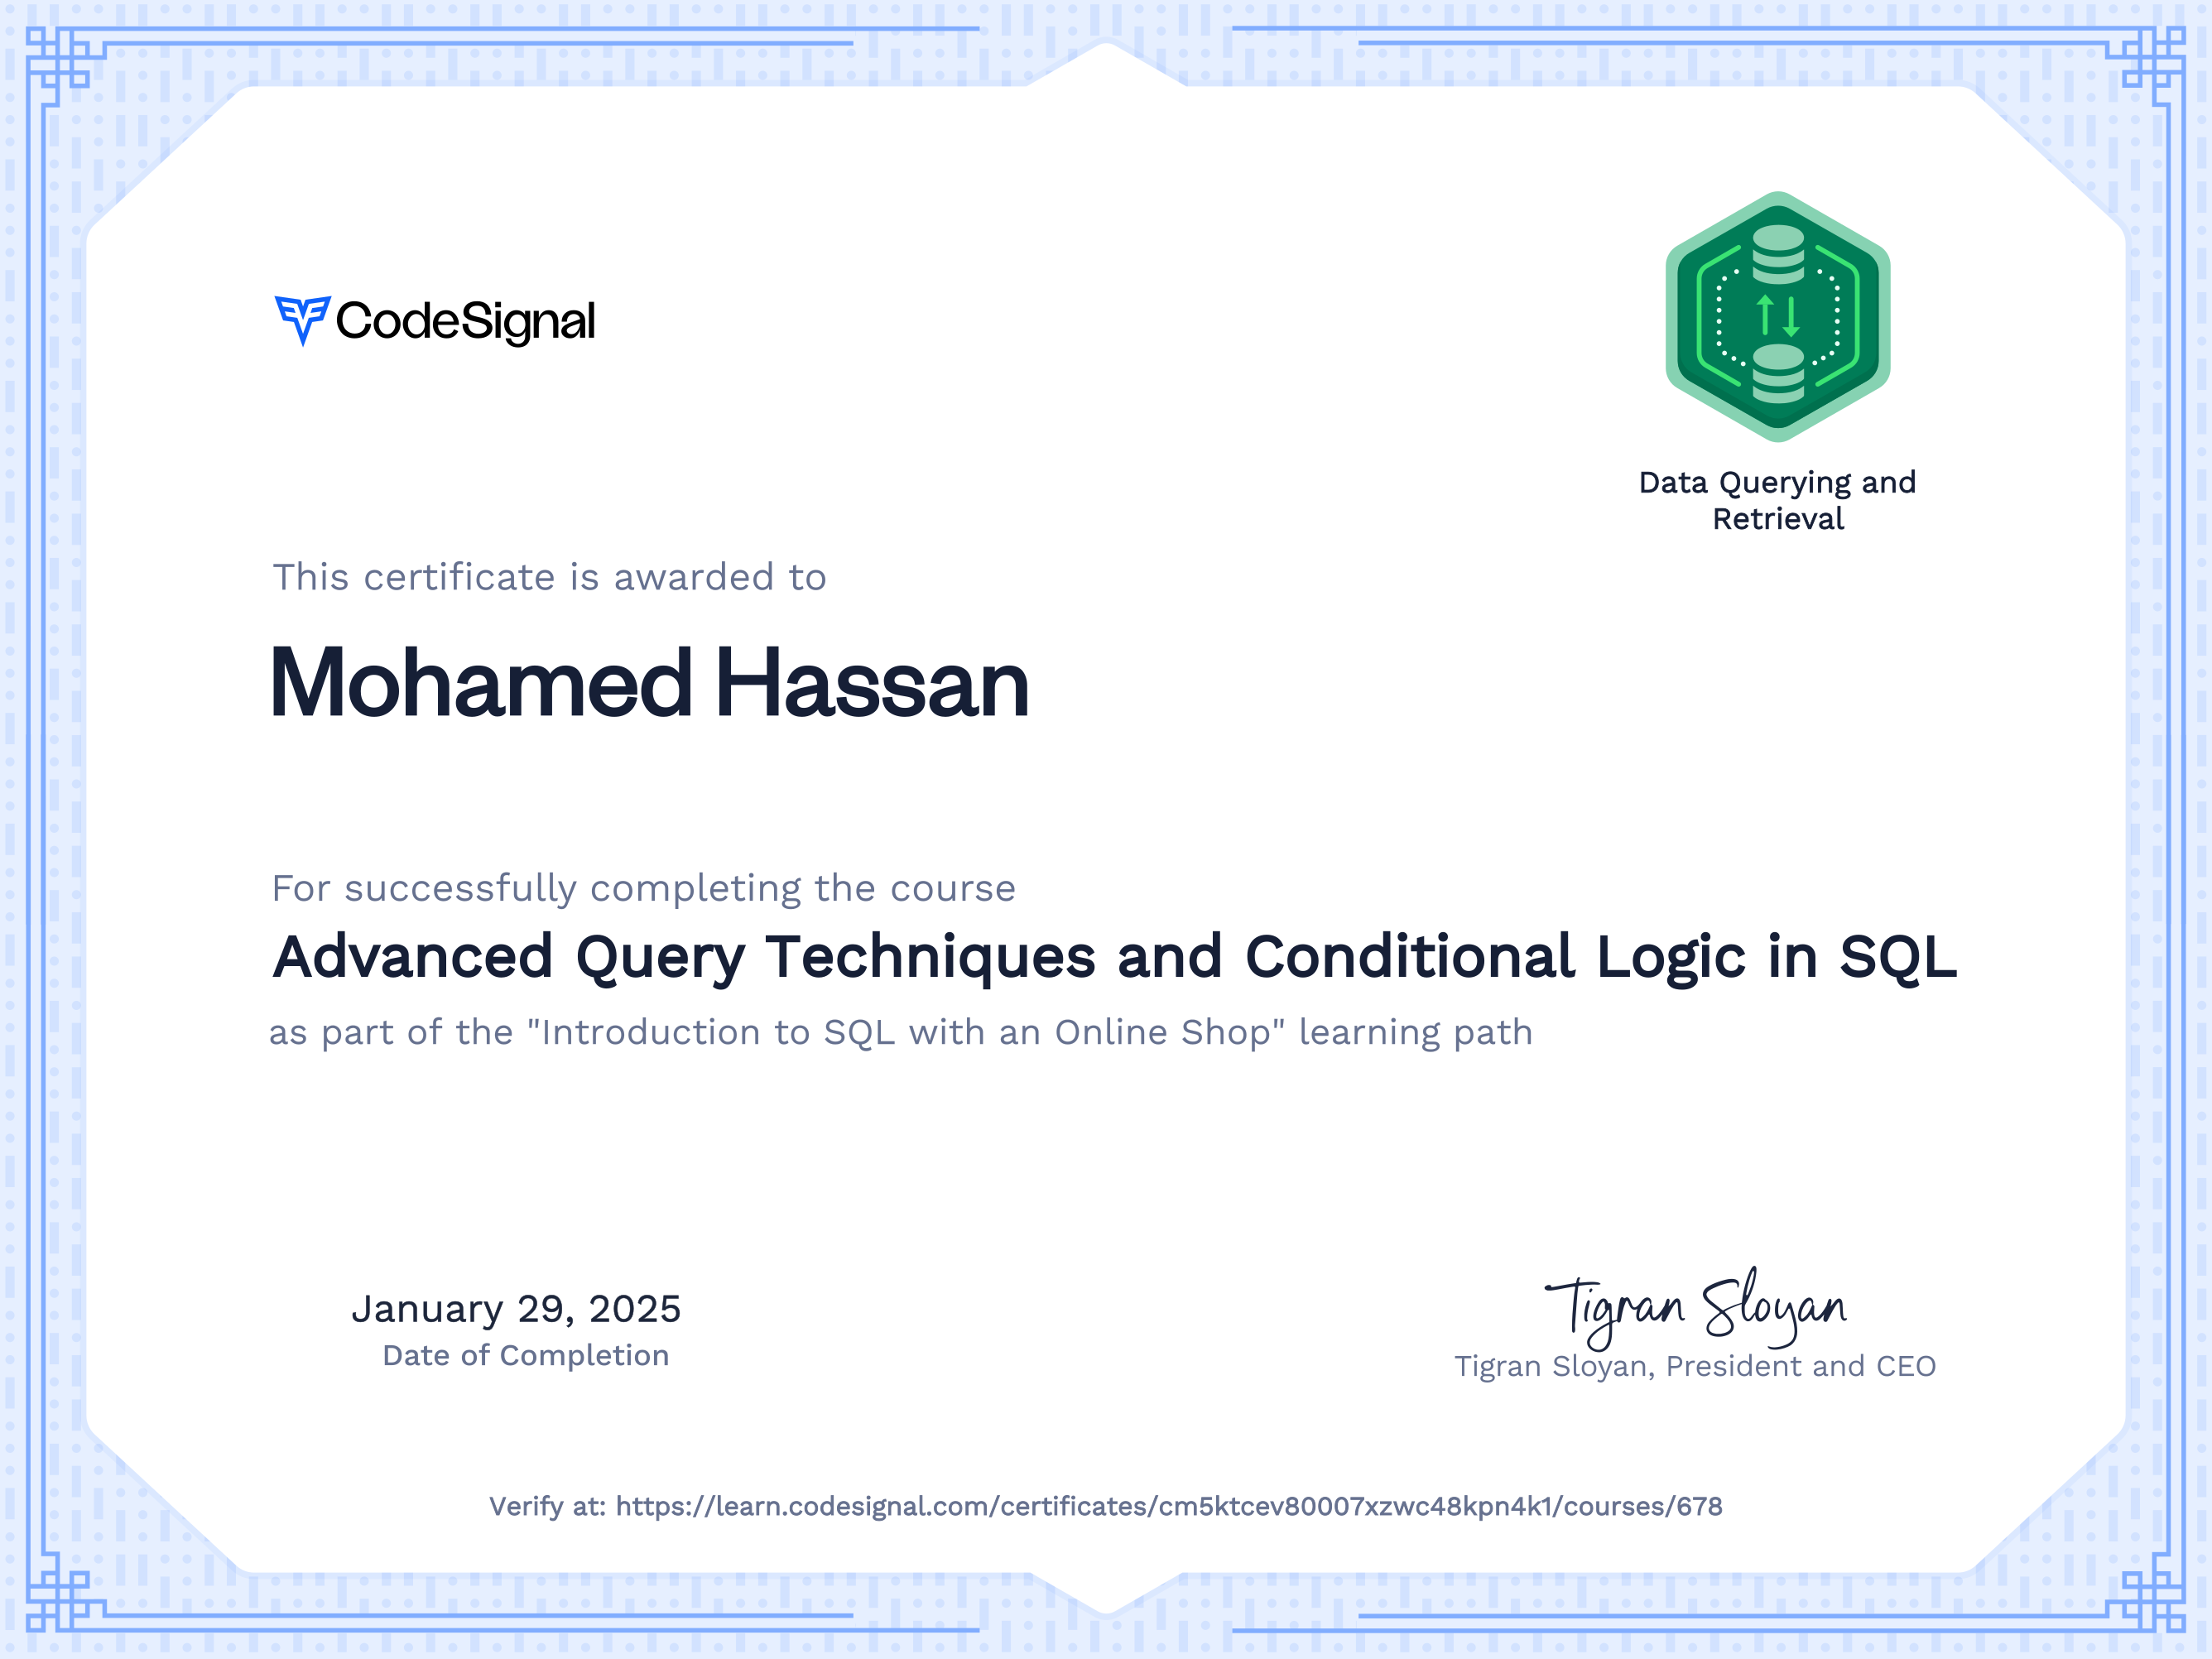 CodeSignal
Data Querying and
Retrieval
This certificate is awarded to
Mohamed Hassan
For successfully completing the course
Advanced Query Techniques and Conditional Logic in SQL
as part of the "Introduction to SQL with an Online Shop" learning path
January 29, 2025
Date of Completion
Tigran Sloyan
Tigran Sloyan, President and CEO
Verify at: https://learn.codesignal.com/certificates/cm5ktcev80007xzwc48kpn4k1/courses/678